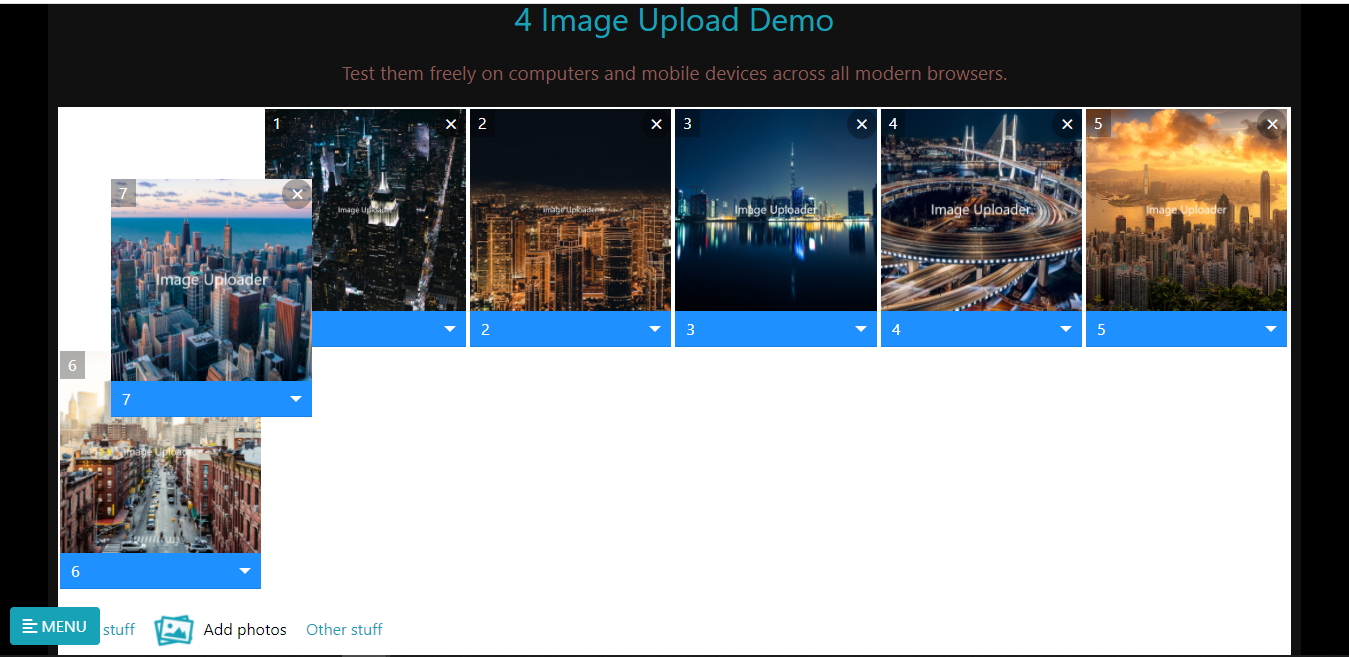 4 Image Upload Demo
Test them freely on computers and mobile devices across all modern browsers.
1
2
3
4
5
7
Image Uploader
Image Uploader
Image Uploader
Image Uploader
Image Uploader
Image Uploader
2
3
4
5
6
7
Image Uploader
6
MENU
stuff
Add photos
Other stuff